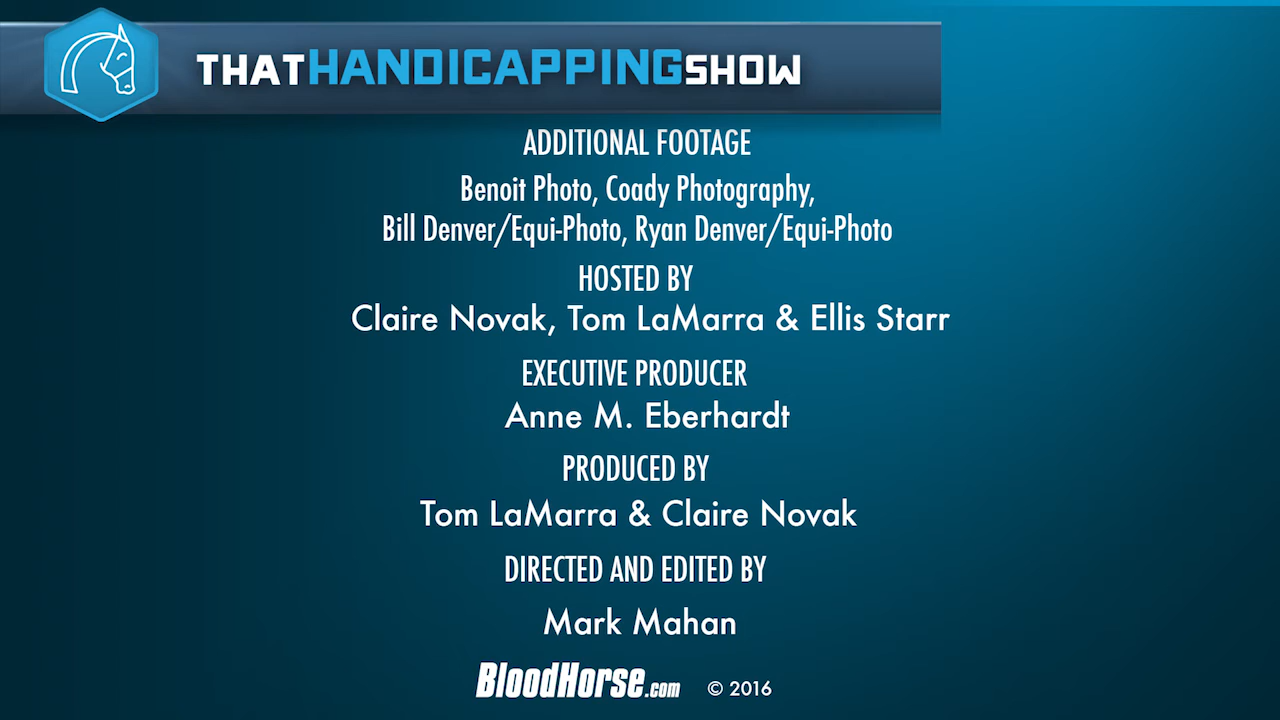 THATHANDICAPPINGSHOW
ADDITIONAL FOOTAGE
Benoit Photo, Coady Photography,
Bill Denver/Equi-Photo, Ryan Denver/Equi-Photo
HOSTED BY
Claire Novak, Tom LaMarra & Ellis Starr
EXECUTIVE PRODUCER
Anne M. Eberhardt
PRODUCED BY
Tom LaMarra & Claire Novak
DIRECTED AND EDITED BY
Mark Mahan
BloodHorse.com © 2016